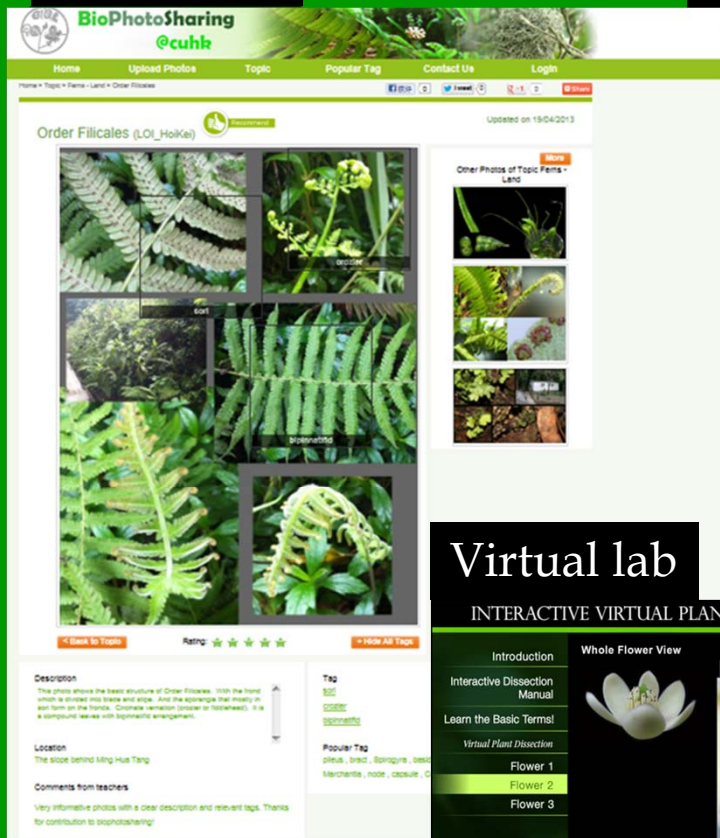 BioPhotoSharing
@cuhk
Home Upload Photos Topic Popular Tag Contact Us Login
Home > Topic > Ferns - Land > Order Filicales
Share
Order Filicales (LOI_HoiKei)
Recommend
Updated on 19/04/2013
More
Other Photos of Topic Ferns -
Land
crozier
sori
bipinnatifid
< Back to Topic
Rating:
+ Hide All Tags
Description
This photo shows the basic structure of Order Filicales. With the frond
which is divided into blade and stipe. And the sporangia that mostly in
sori form on the fronds. Circinate vernation (crozier or fiddlehead). It is
a compound leaves with bipinnatifid arrangement.
Location
The slope behind Ming Hua Tang
Comments from teachers
Very informative photos with a clear description and relevant tags. Thanks
for contribution to biophotosharing!
Tag
sori
crozier
bipinnatifid
Popular Tag
pileus , bract , Spirogyra ,
Marchantia , node , capsule ,
Virtual lab
INTERACTIVE VIRTUAL PLAN
Introduction
Interactive Dissection
Manual
Learn the Basic Terms!
Virtual Plant Dissection
Flower 1
Flower 2
Flower 3
Whole Flower View